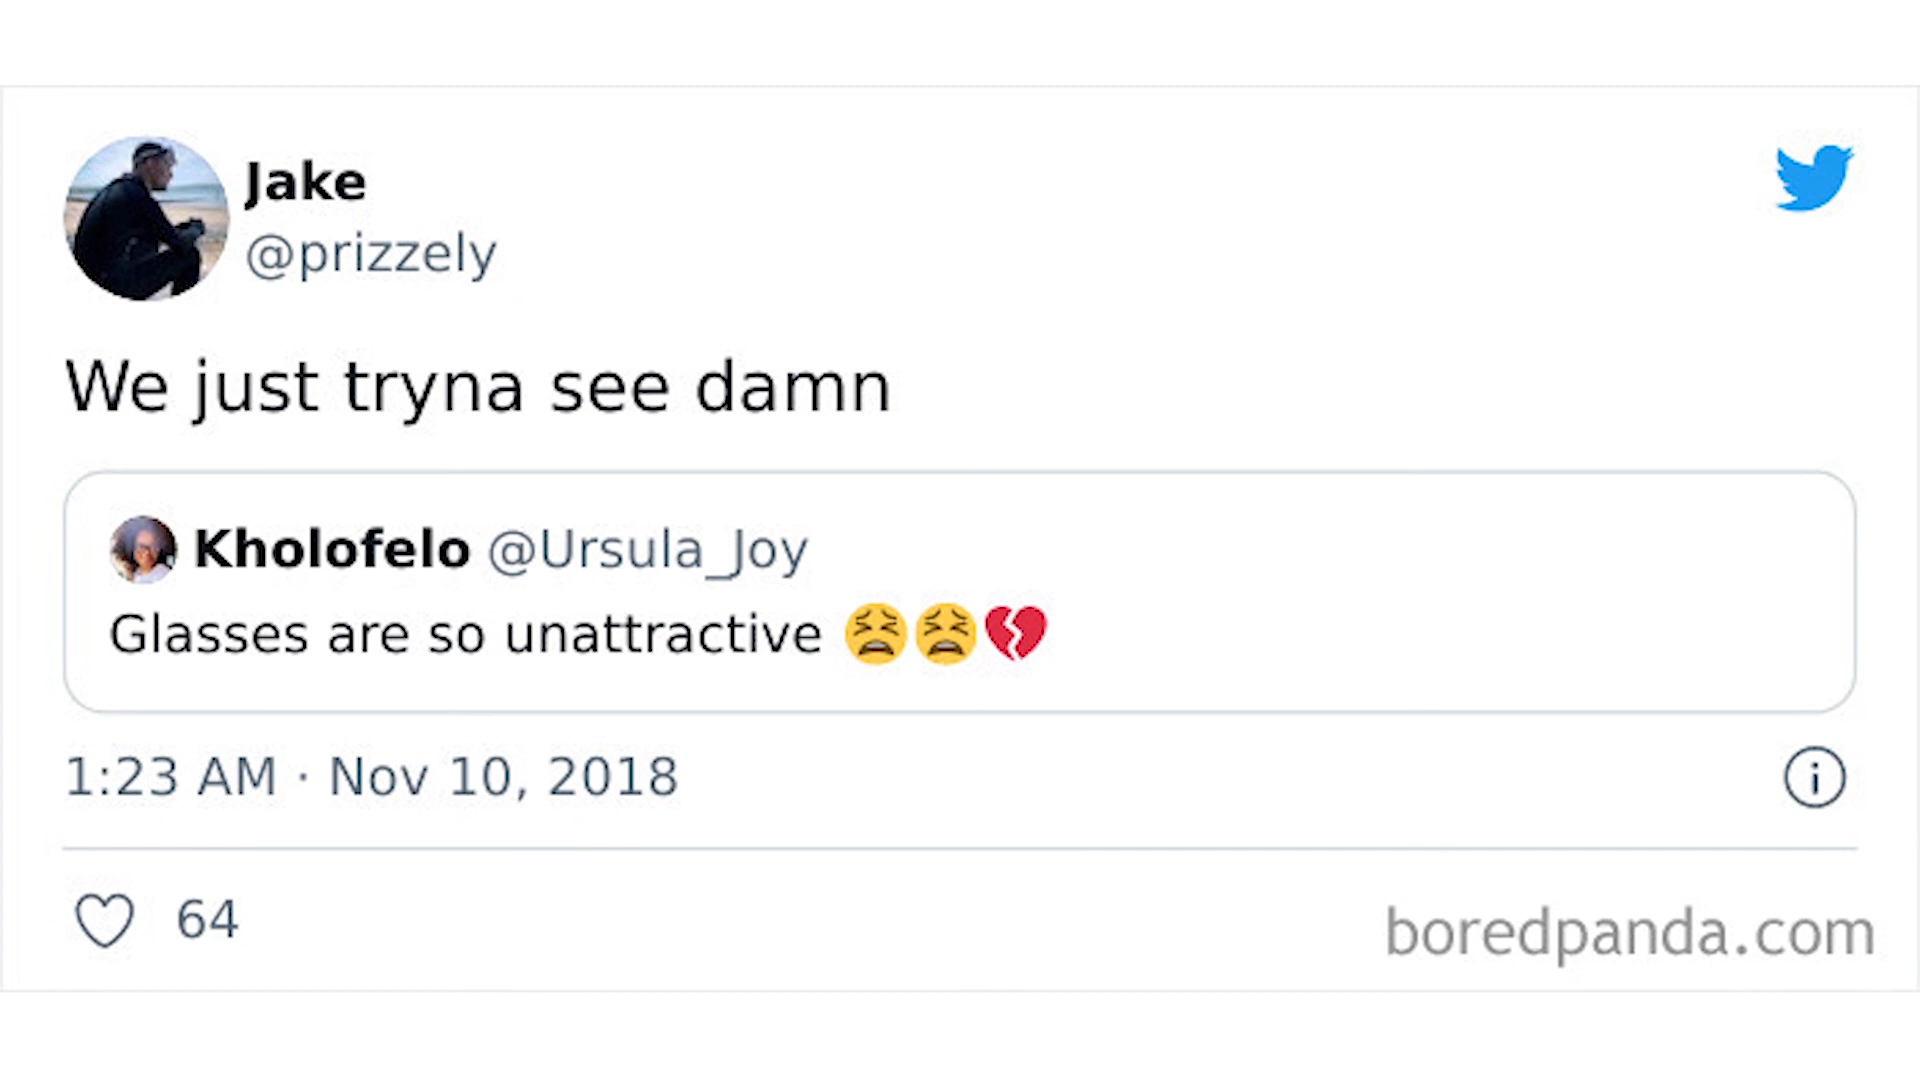 Jake
@prizzely
We just tryna see damn
Kholofelo @Ursula_Joy
Glasses are so unattractive 😫😫💔
1:23 AM · Nov 10, 2018
64
boredpanda.com